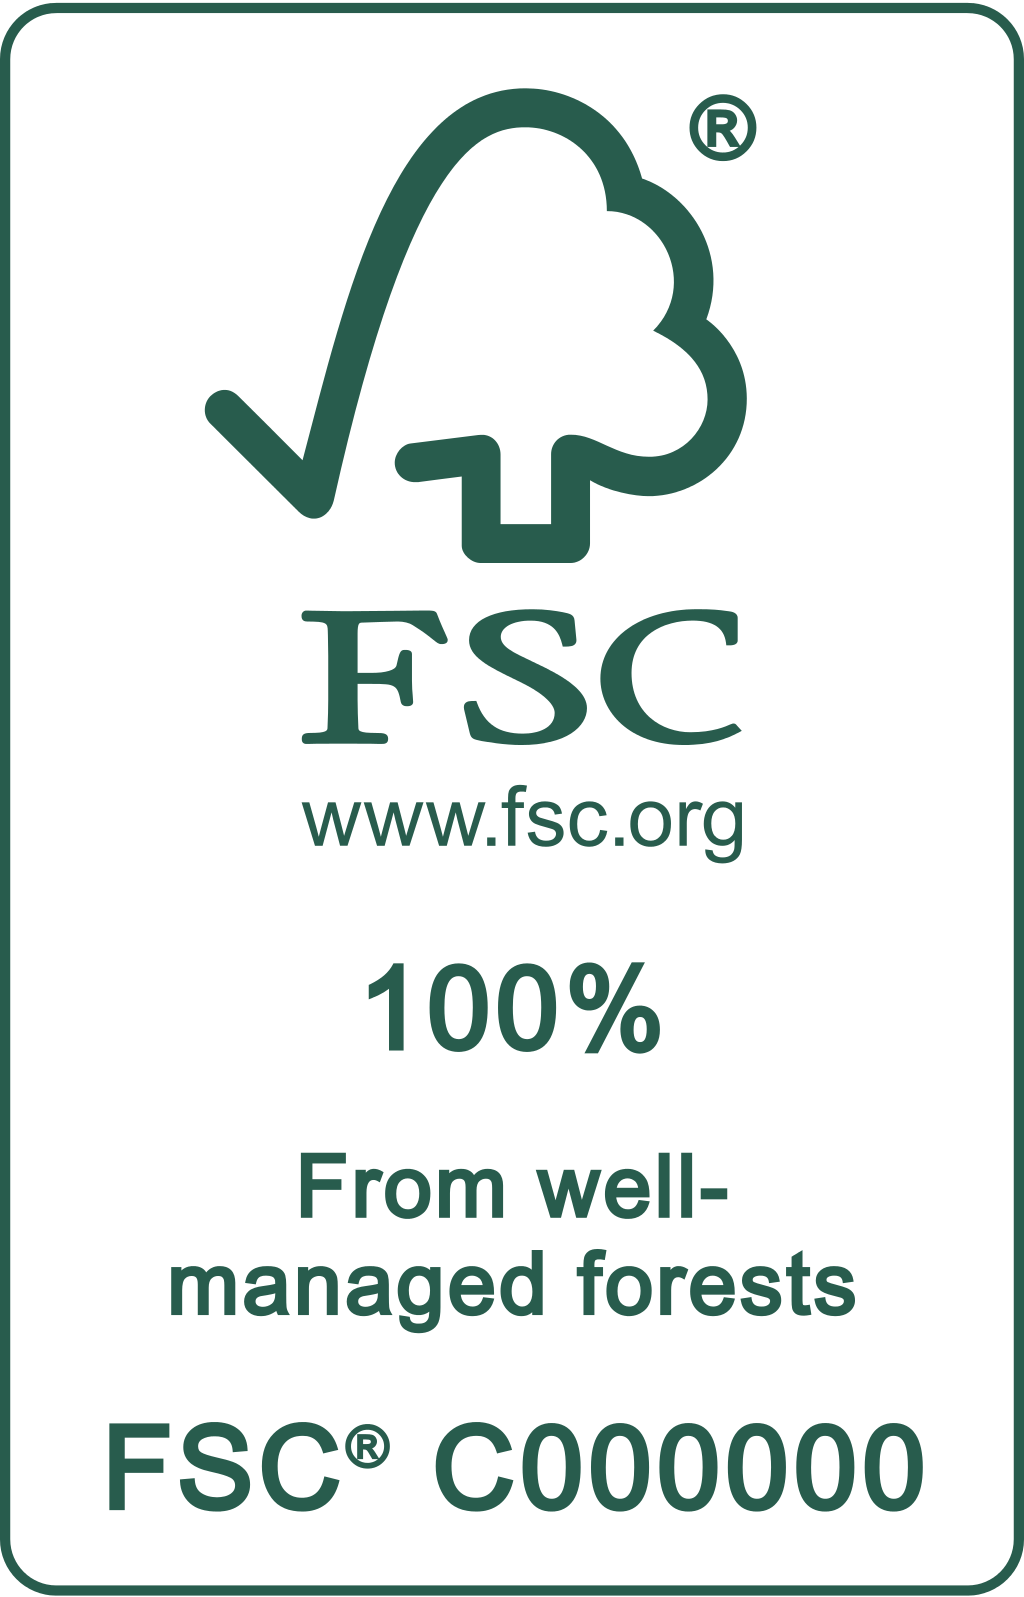 ®
FSC
www.fsc.org
100%
From well-
managed forests
FSC® C000000